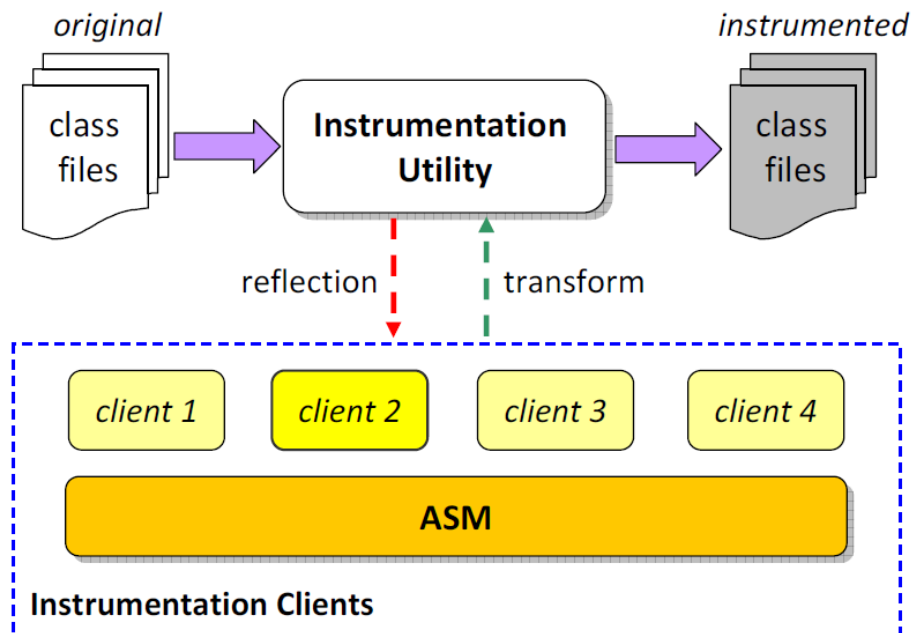 original
instrumented
class
files
Instrumentation
Utility
class
files
reflection
transform
client 1
client 2
client 3
client 4
ASM
Instrumentation Clients